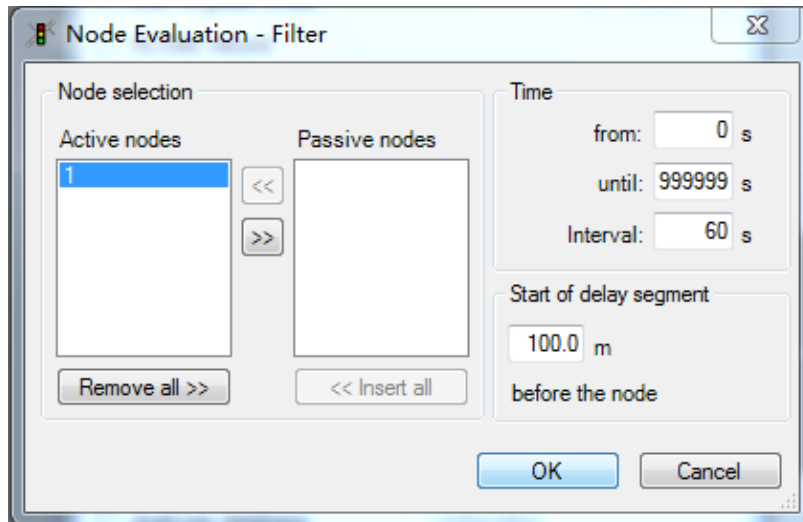 Node Evaluation - Filter
Node selection
Active nodes
Passive nodes
1
<<
>>
Remove all >>
<< Insert all
Time
from: 0 s
until: 999999 s
Interval: 60 s
Start of delay segment
100.0 m
before the node
OK
Cancel